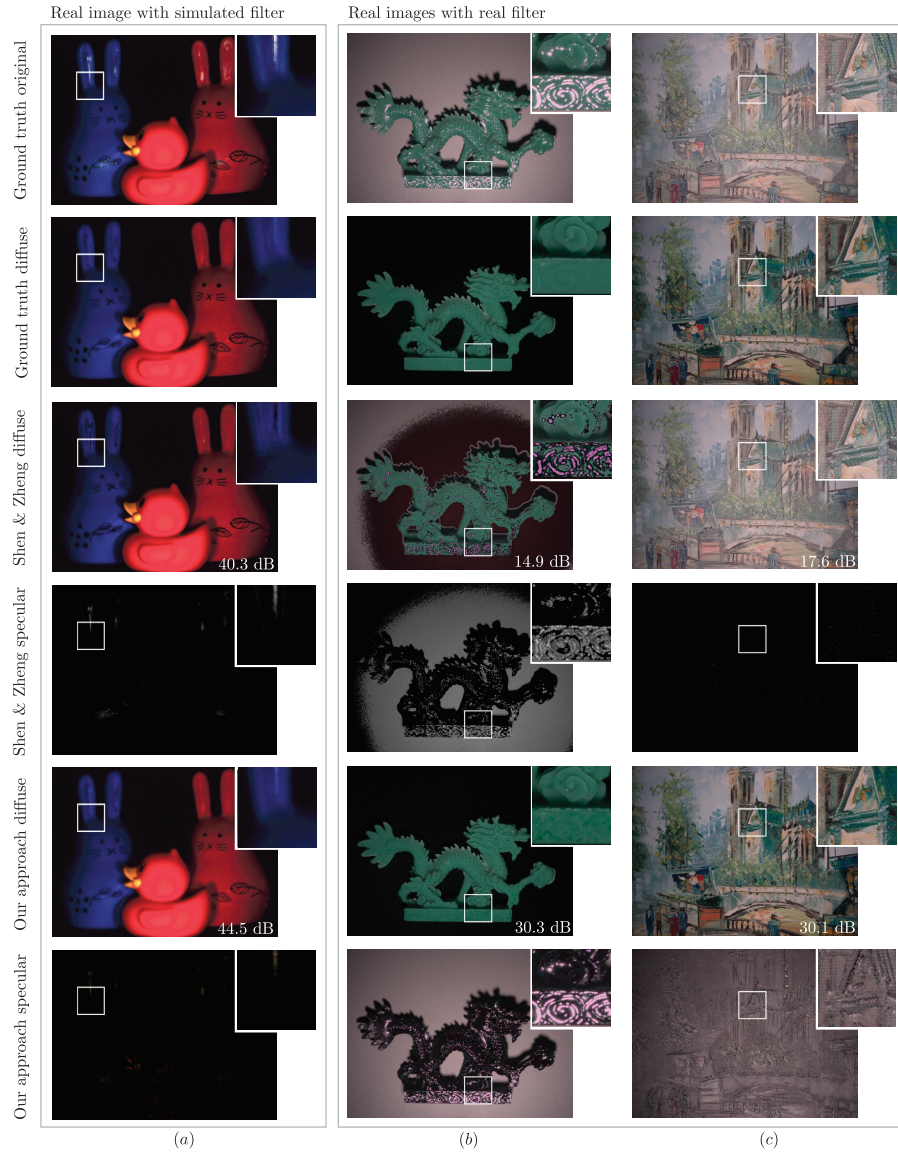 Real image with simulated filter
Real images with real filter
Ground truth original
Ground truth diffuse
Shen & Zheng diffuse
40.3 dB
14.9 dB
17.6 dB
Shen & Zheng specular
Our approach diffuse
44.5 dB
30.3 dB
30.1 dB
Our approach specular
(a)
(b)
(c)